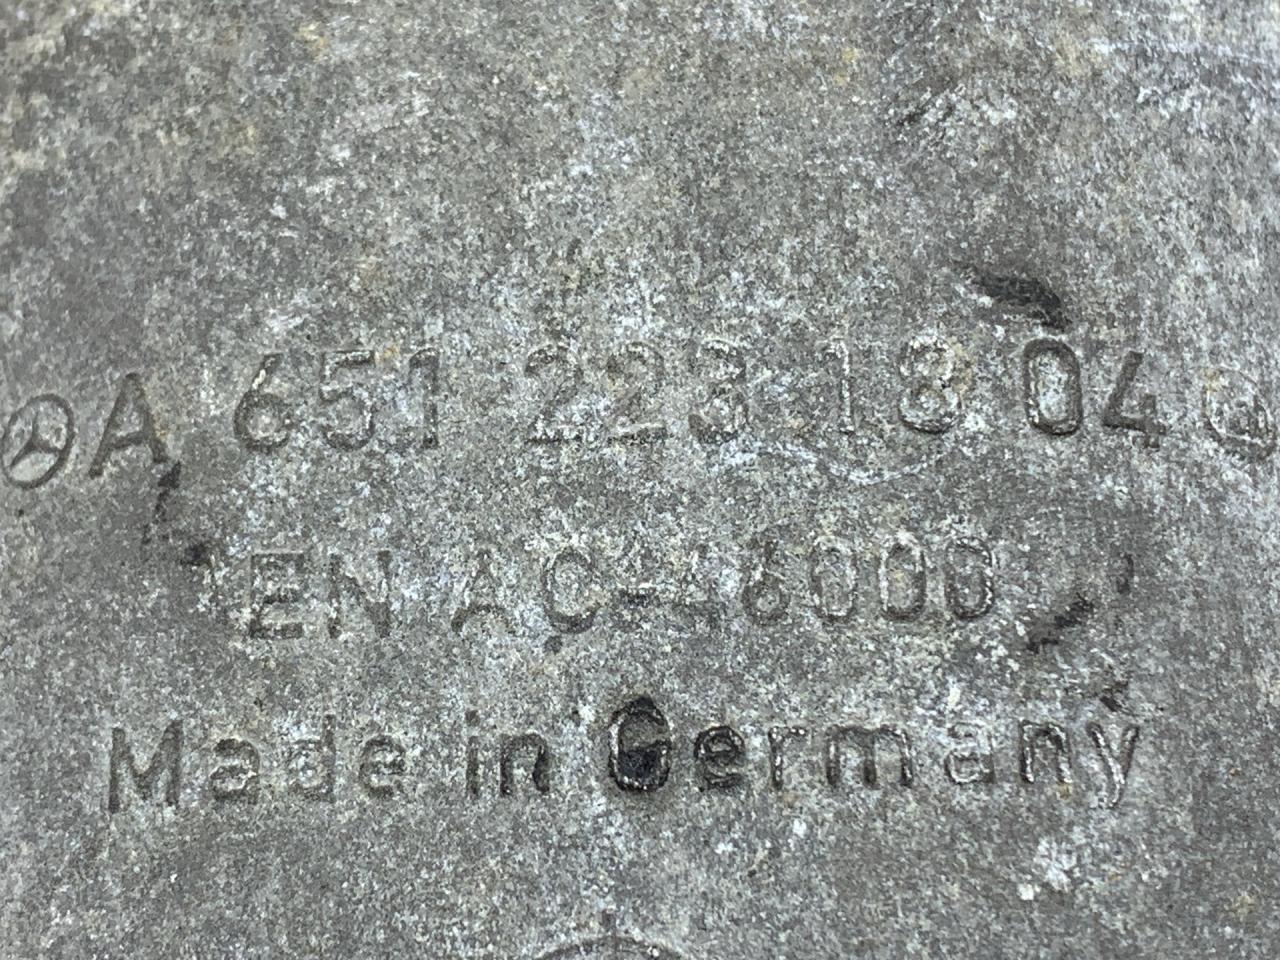 A 651 223 18 04
EN AC-46000
Made in Germany